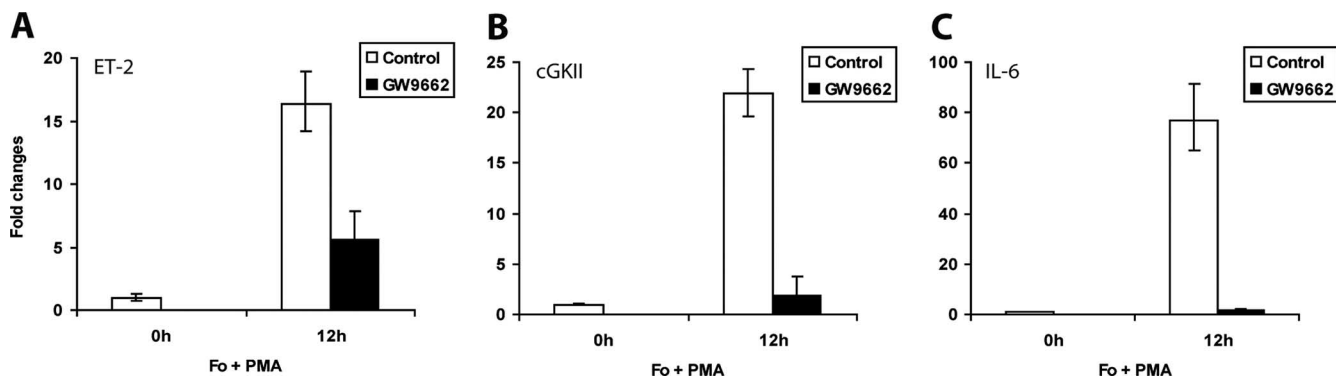 A
ET-2
Control
GW9662
Fold changes
20
15
10
5
0
0h
12h
Fo + PMA
B
cGKII
Control
GW9662
25
20
15
10
5
0
0h
12h
Fo + PMA
C
IL-6
Control
GW9662
100
80
60
40
20
0
0h
12h
Fo + PMA